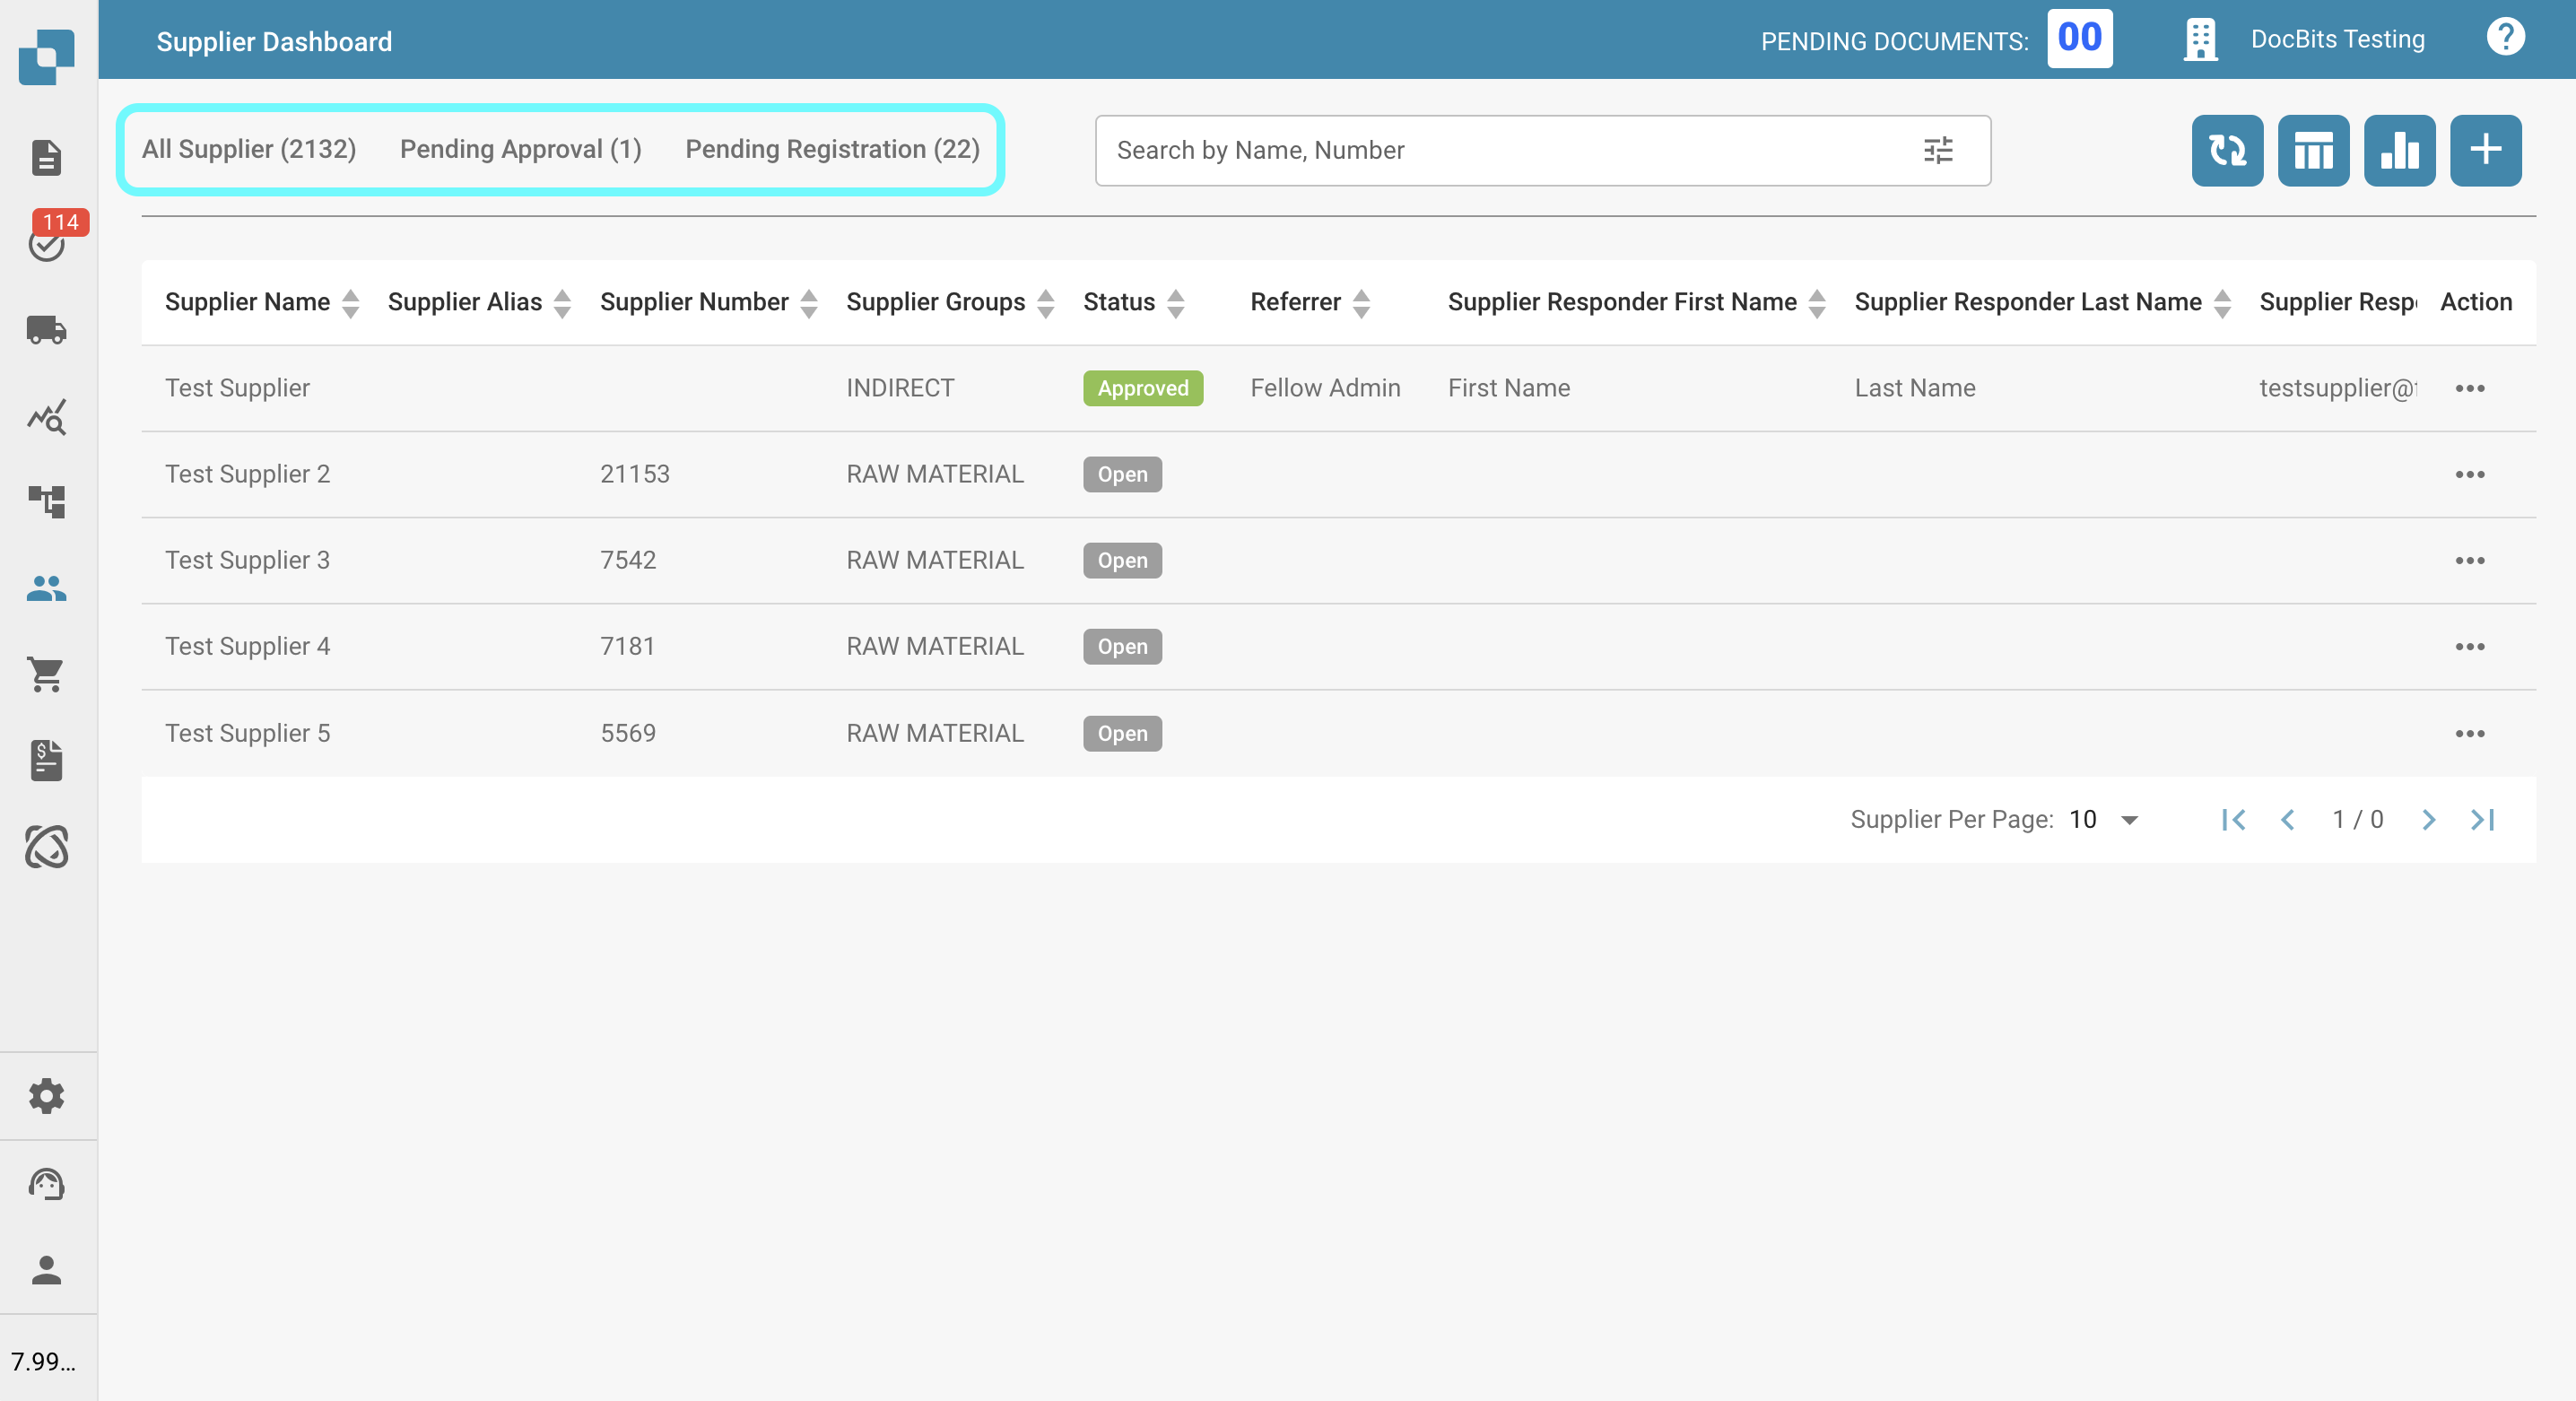 Supplier Dashboard
PENDING DOCUMENTS: 00
DocBits Testing
?
All Supplier (2132) Pending Approval (1) Pending Registration (22)
Search by Name, Number
114
Supplier Name Supplier Alias Supplier Number Supplier Groups Status Referrer Supplier Responder First Name Supplier Responder Last Name Supplier Resp Action
Test Supplier INDIRECT Approved Fellow Admin First Name Last Name testsupplier@ •••
Test Supplier 2 21153 RAW MATERIAL Open •••
Test Supplier 3 7542 RAW MATERIAL Open •••
Test Supplier 4 7181 RAW MATERIAL Open •••
Test Supplier 5 5569 RAW MATERIAL Open •••
Supplier Per Page: 10 1 / 0
7.99...